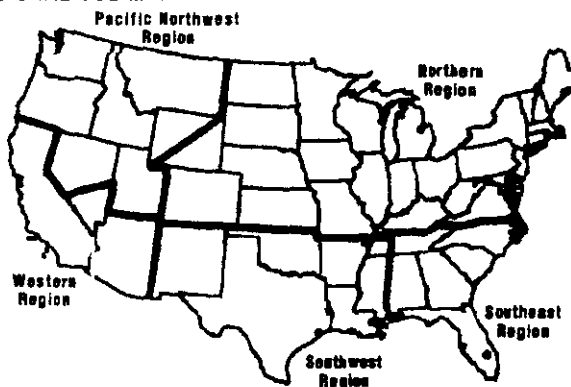 Pacific Northwest
Region
Northern
Region
Western
Region
Southeast
Region
Southwest
Region